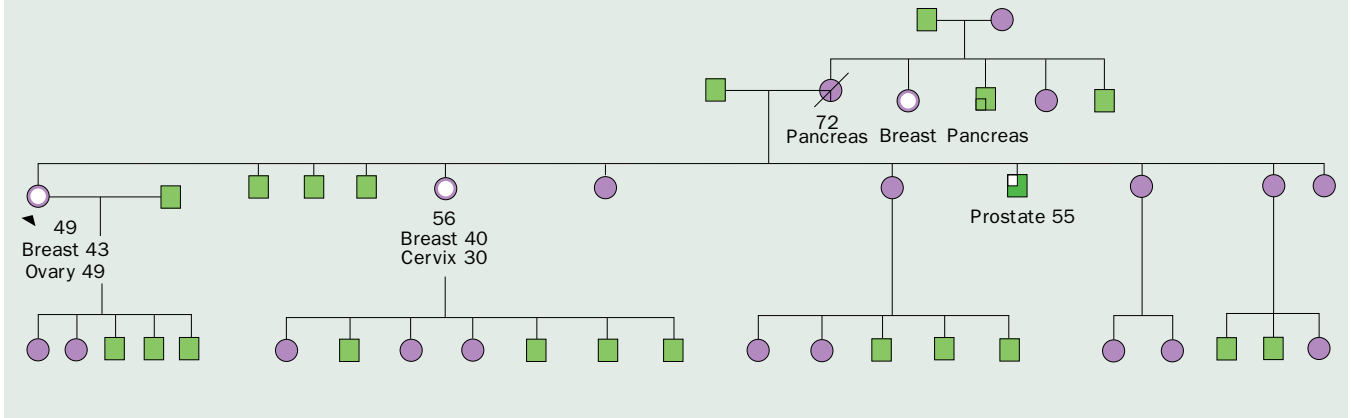 72
Pancreas Breast Pancreas
49
Breast 43
Ovary 49
56
Breast 40
Cervix 30
Prostate 55